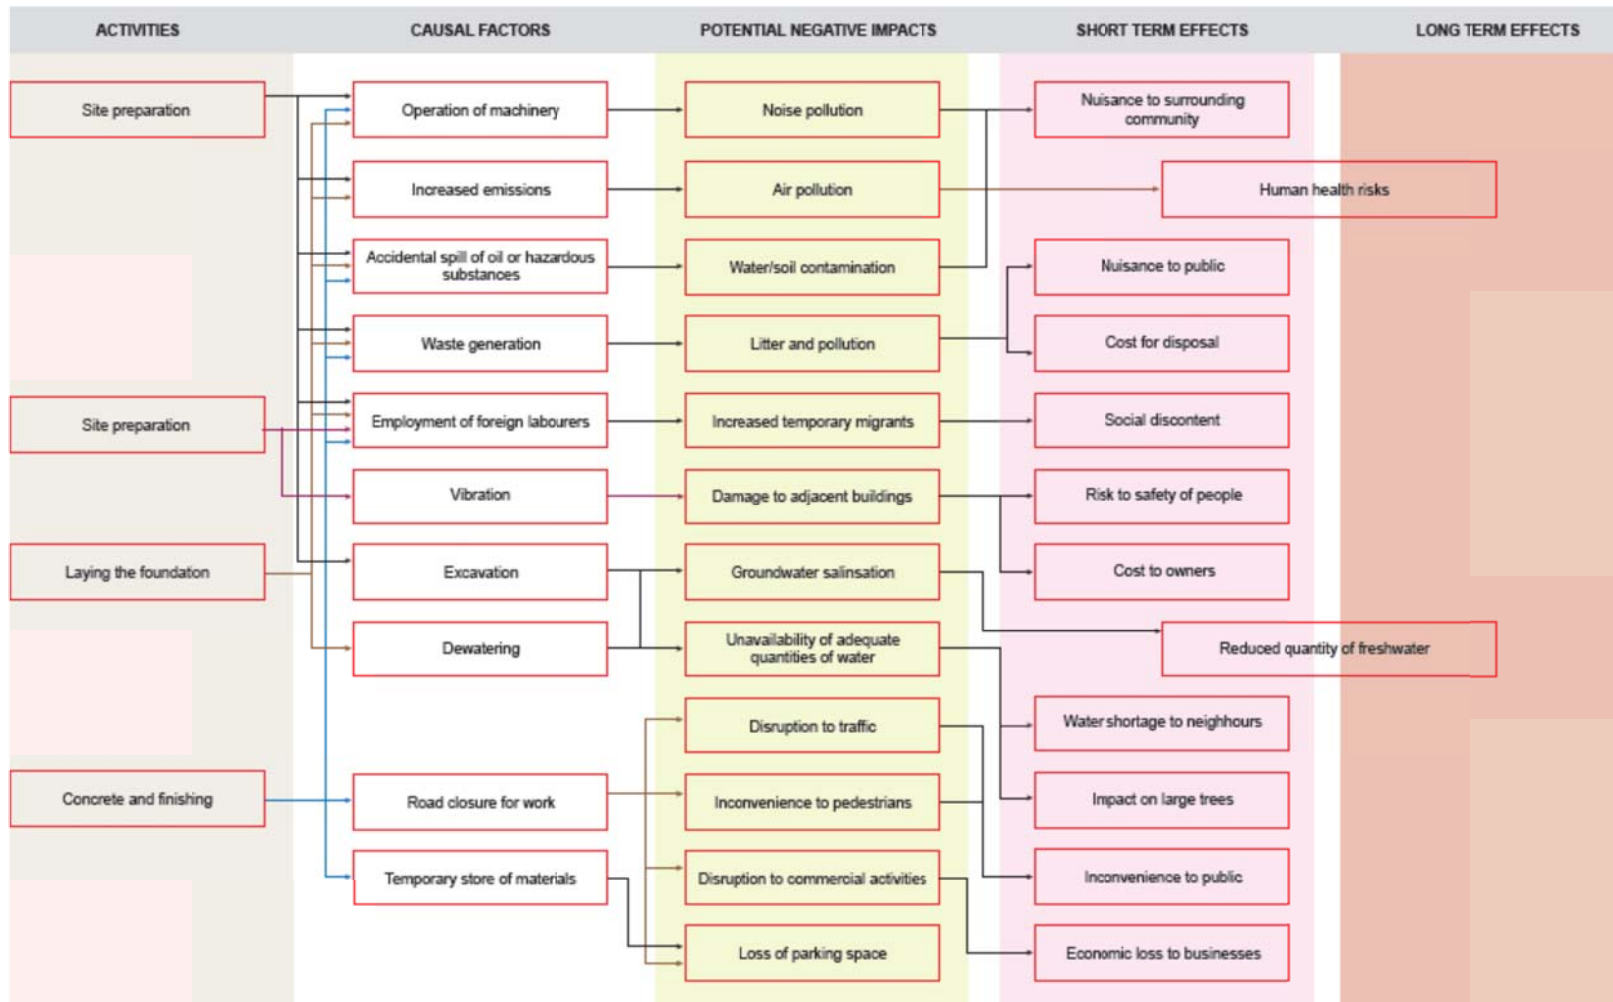 ACTIVITIES
CAUSAL FACTORS
POTENTIAL NEGATIVE IMPACTS
SHORT TERM EFFECTS
LONG TERM EFFECTS
Site preparation
Operation of machinery
Noise pollution
Nuisance to surrounding
community
Increased emissions
Air pollution
Human health risks
Accidental spill of oil or hazardous
substances
Water/soil contamination
Nuisance to public
Waste generation
Litter and pollution
Cost for disposal
Site preparation
Employment of foreign labourers
Increased temporary migrants
Social discontent
Vibration
Damage to adjacent buildings
Risk to safety of people
Laying the foundation
Excavation
Groundwater salinsation
Cost to owners
Dewatering
Unavailability of adequate
quantities of water
Reduced quantity of freshwater
Disruption to traffic
Water shortage to neighhours
Concrete and finishing
Road closure for work
Inconvenience to pedestrians
Impact on large trees
Temporary store of materials
Disruption to commercial activities
Inconvenience to public
Loss of parking space
Economic loss to businesses